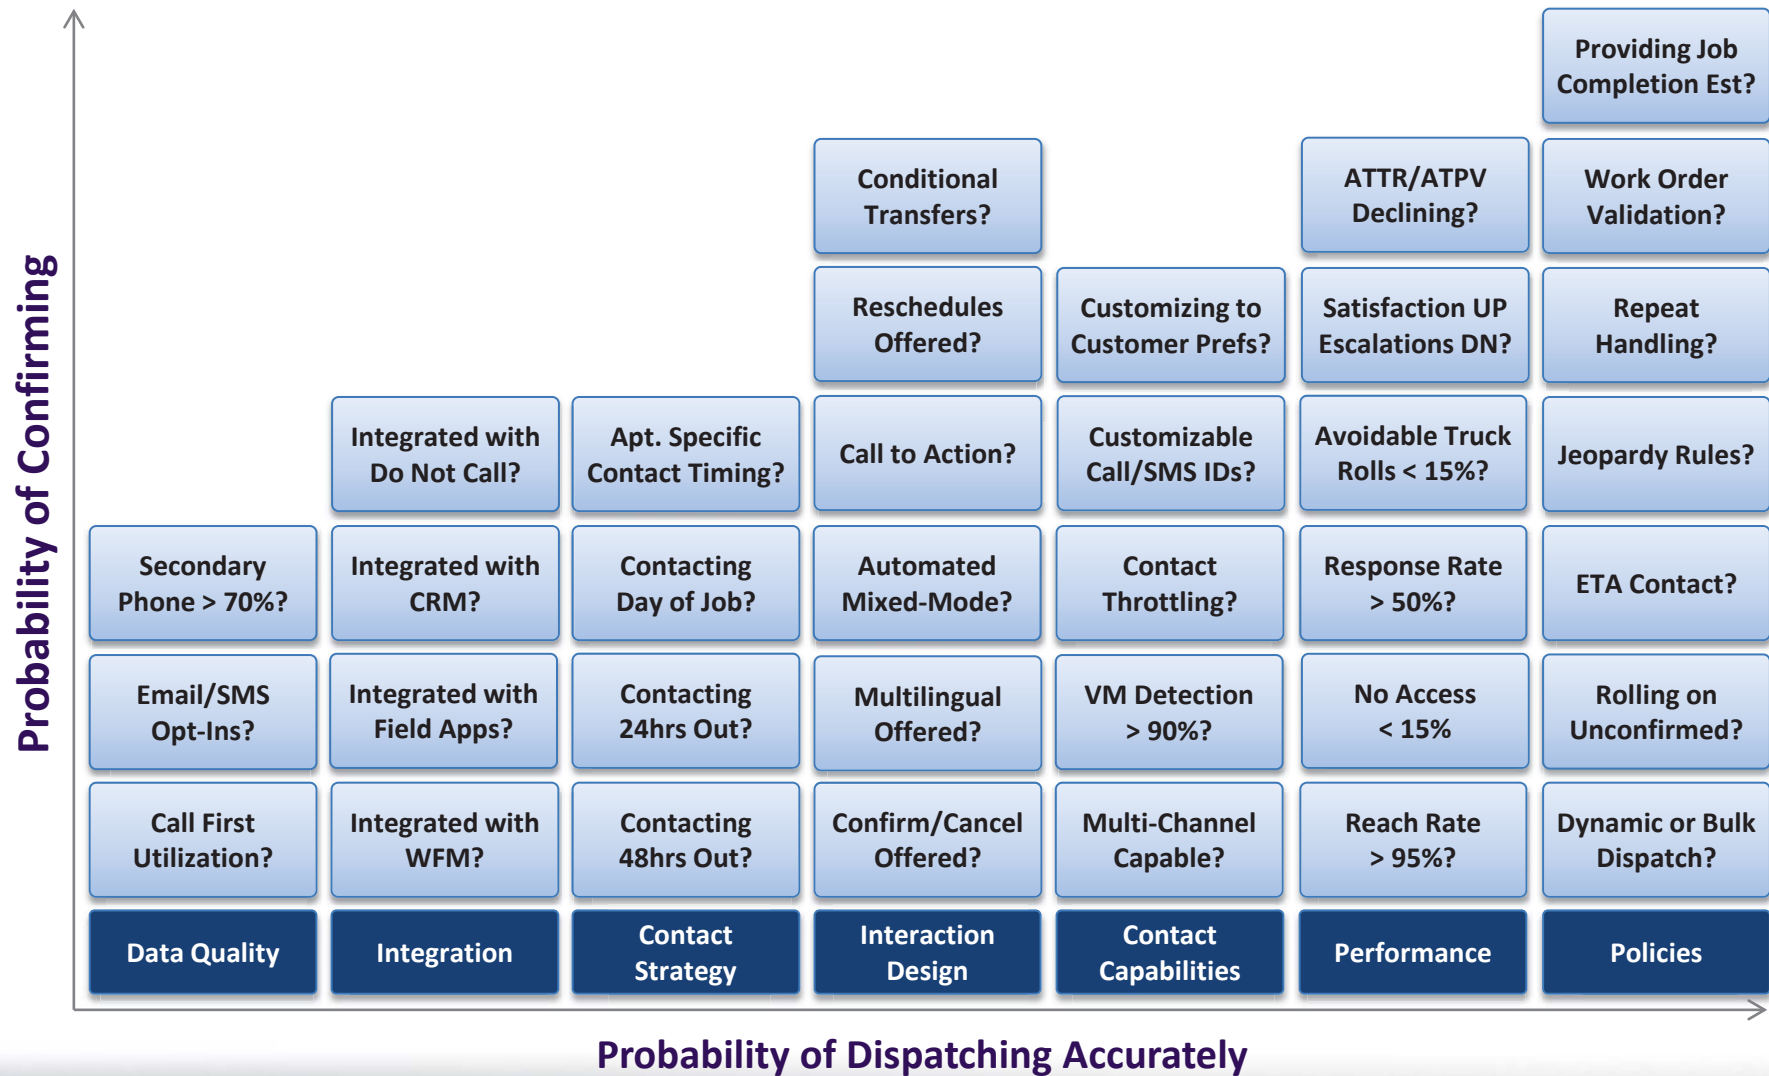 Probability of Confirming
Providing Job
Completion Est?
Conditional
Transfers?
ATTR/ATPV
Declining?
Work Order
Validation?
Reschedules
Offered?
Customizing to
Customer Prefs?
Satisfaction UP
Escalations DN?
Repeat
Handling?
Integrated with
Do Not Call?
Apt. Specific
Contact Timing?
Call to Action?
Customizable
Call/SMS IDs?
Avoidable Truck
Rolls < 15%?
Jeopardy Rules?
Secondary
Phone > 70%?
Integrated with
CRM?
Contacting
Day of Job?
Automated
Mixed-Mode?
Contact
Throttling?
Response Rate
> 50%?
ETA Contact?
Email/SMS
Opt-Ins?
Integrated with
Field Apps?
Contacting
24hrs Out?
Multilingual
Offered?
VM Detection
> 90%?
No Access
< 15%
Rolling on
Unconfirmed?
Call First
Utilization?
Integrated with
WFM?
Contacting
48hrs Out?
Confirm/Cancel
Offered?
Multi-Channel
Capable?
Reach Rate
> 95%?
Dynamic or Bulk
Dispatch?
Data Quality
Integration
Contact
Strategy
Interaction
Design
Contact
Capabilities
Performance
Policies
Probability of Dispatching Accurately